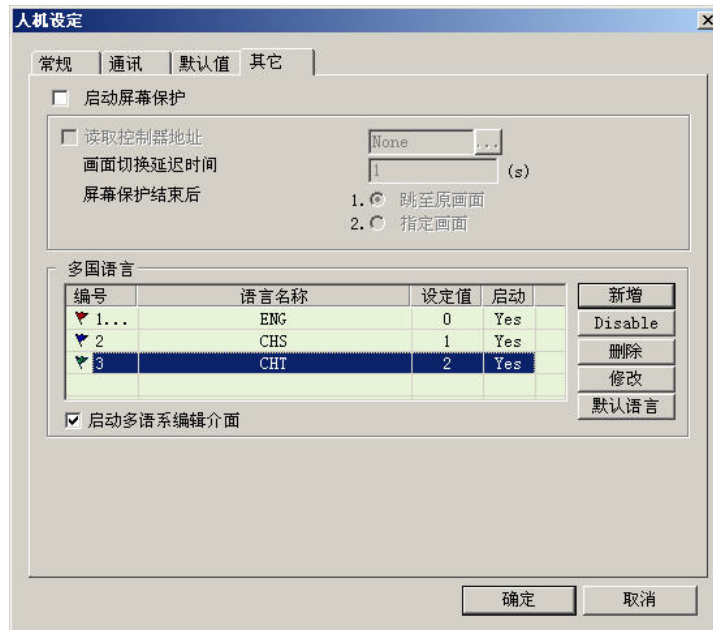 人机设定
常规 通讯 默认值 其它
启动屏幕保护
读取控制器地址 None ...
画面切换延迟时间 1 (s)
屏幕保护结束后 1. 跳至原画面
2. 指定画面
多国语言
编号 语言名称 设定值 启动 新增
1... ENG 0 Yes Disable
2 CHS 1 Yes 删除
3 CHT 2 Yes 修改
默认语言
启动多语系编辑介面
确定 取消